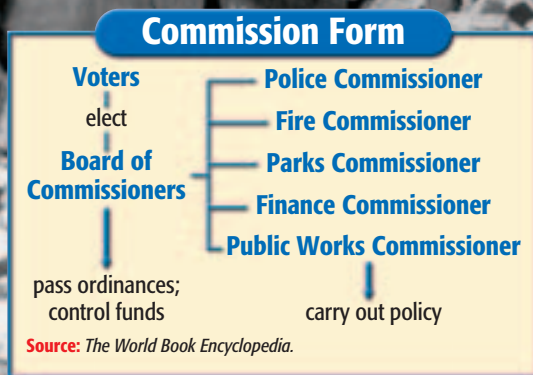 Commission Form
Voters
elect
Board of
Commissioners
pass ordinances;
control funds
Police Commissioner
Fire Commissioner
Parks Commissioner
Finance Commissioner
Public Works Commissioner
carry out policy
Source: The World Book Encyclopedia.